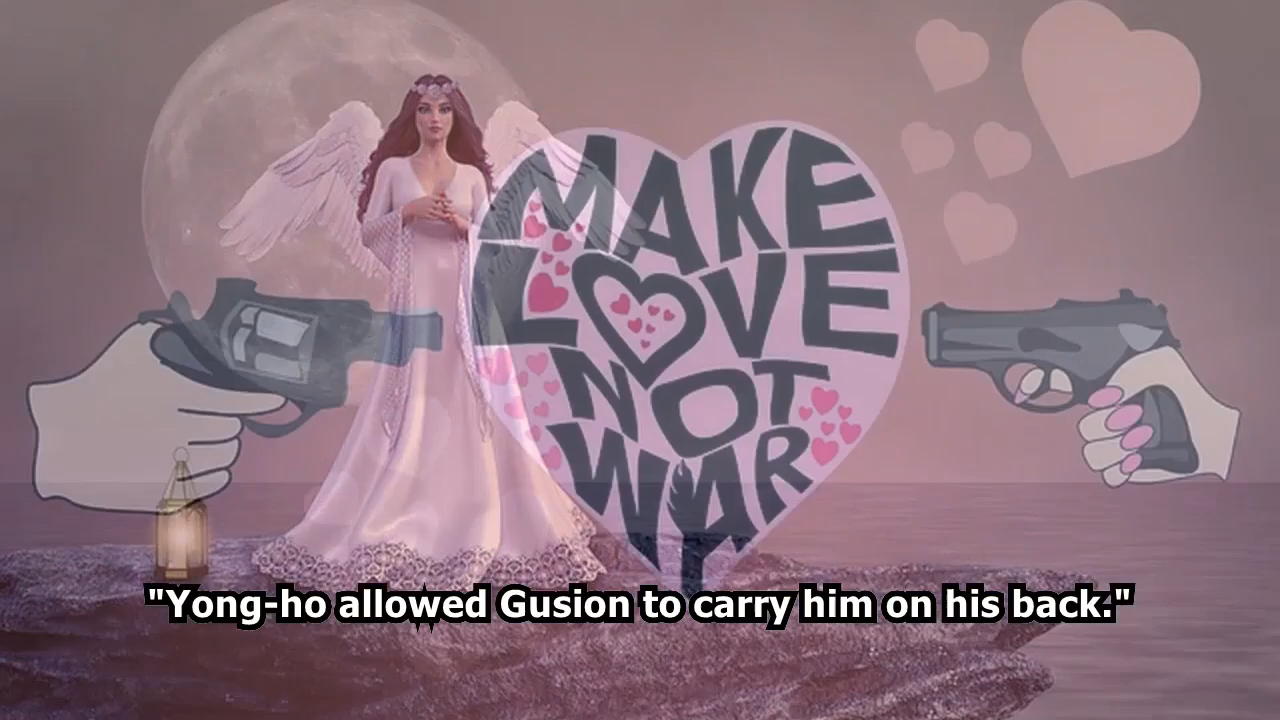 MAKE
LOVE
NOT
WAR
"Yong-ho allowed Gusion to carry him on his back."